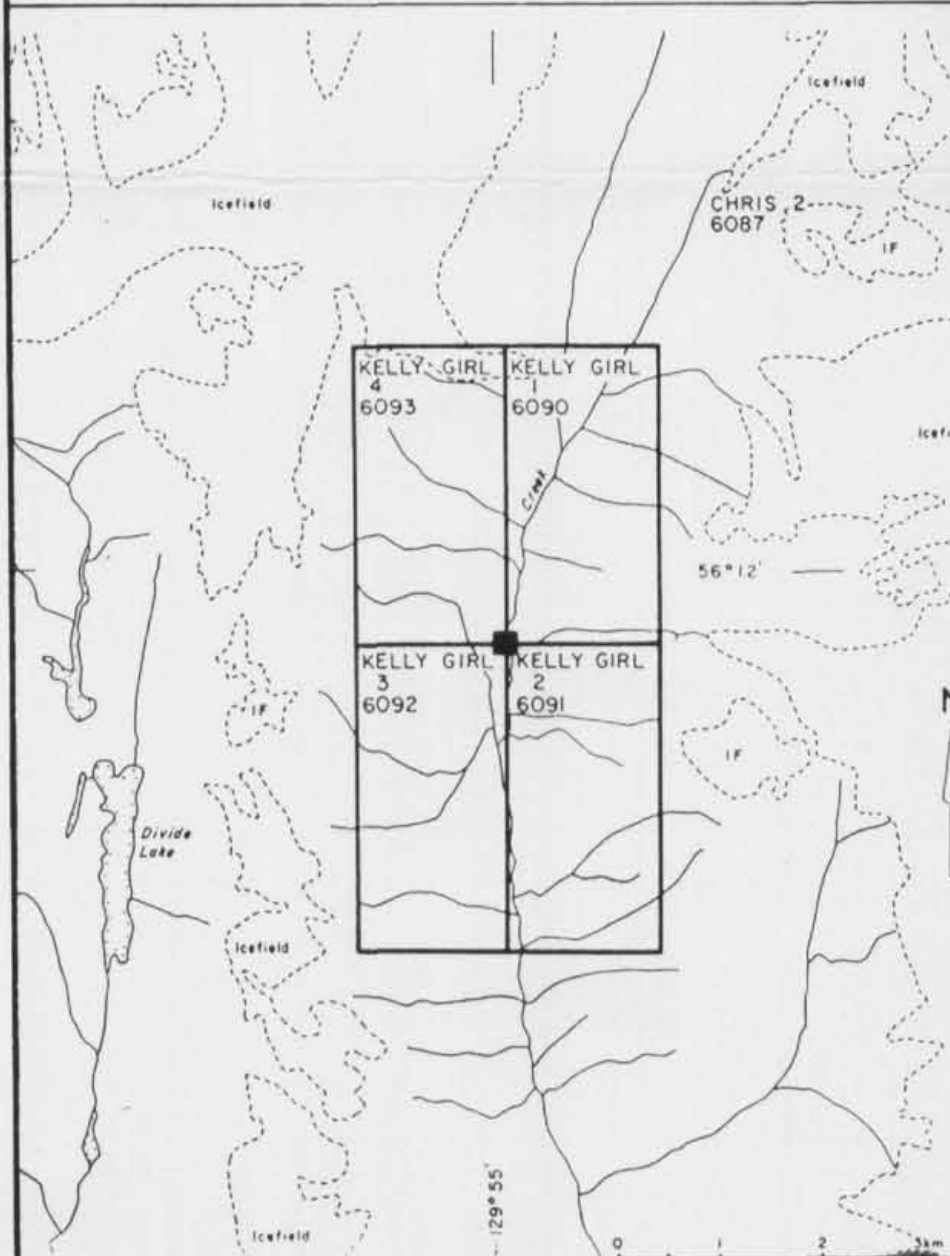 Icefield
Icefield
CHRIS 2
6087
IF
KELLY GIRL
4
6093
KELLY GIRL
1
6090
Creek
56°12'
KELLY GIRL
3
6092
KELLY GIRL
2
6091
IF
IF
N
Divide
Lake
Icefield
129°55'
Icefield
0 1 2 3km